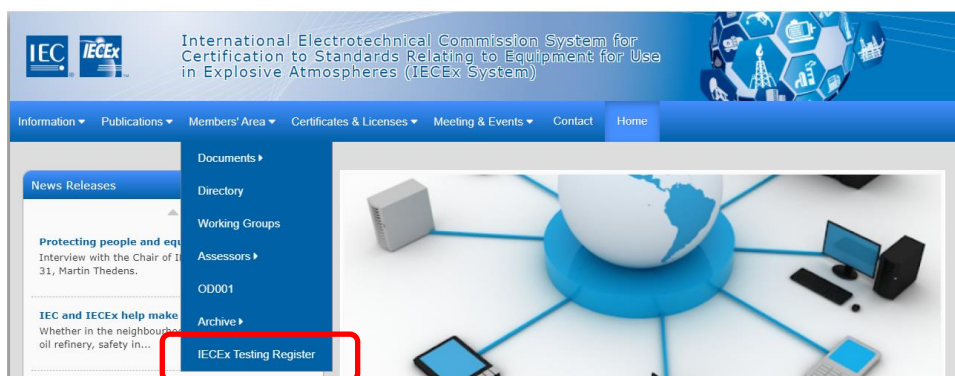 IEC
IECEx
International Electrotechnical Commission System for
Certification to Standards Relating to Equipment for Use
in Explosive Atmospheres (IECEx System)
Information
Publications
Members' Area
Certificates & Licenses
Meeting & Events
Contact
Home
Documents
Directory
Working Groups
Assessors
OD001
Archive
IECEx Testing Register
News Releases
Protecting people and
Interview with the Chair of
31, Martin Thedens.
IEC and IECEx help make
Whether in the
oil refinery, safety in...